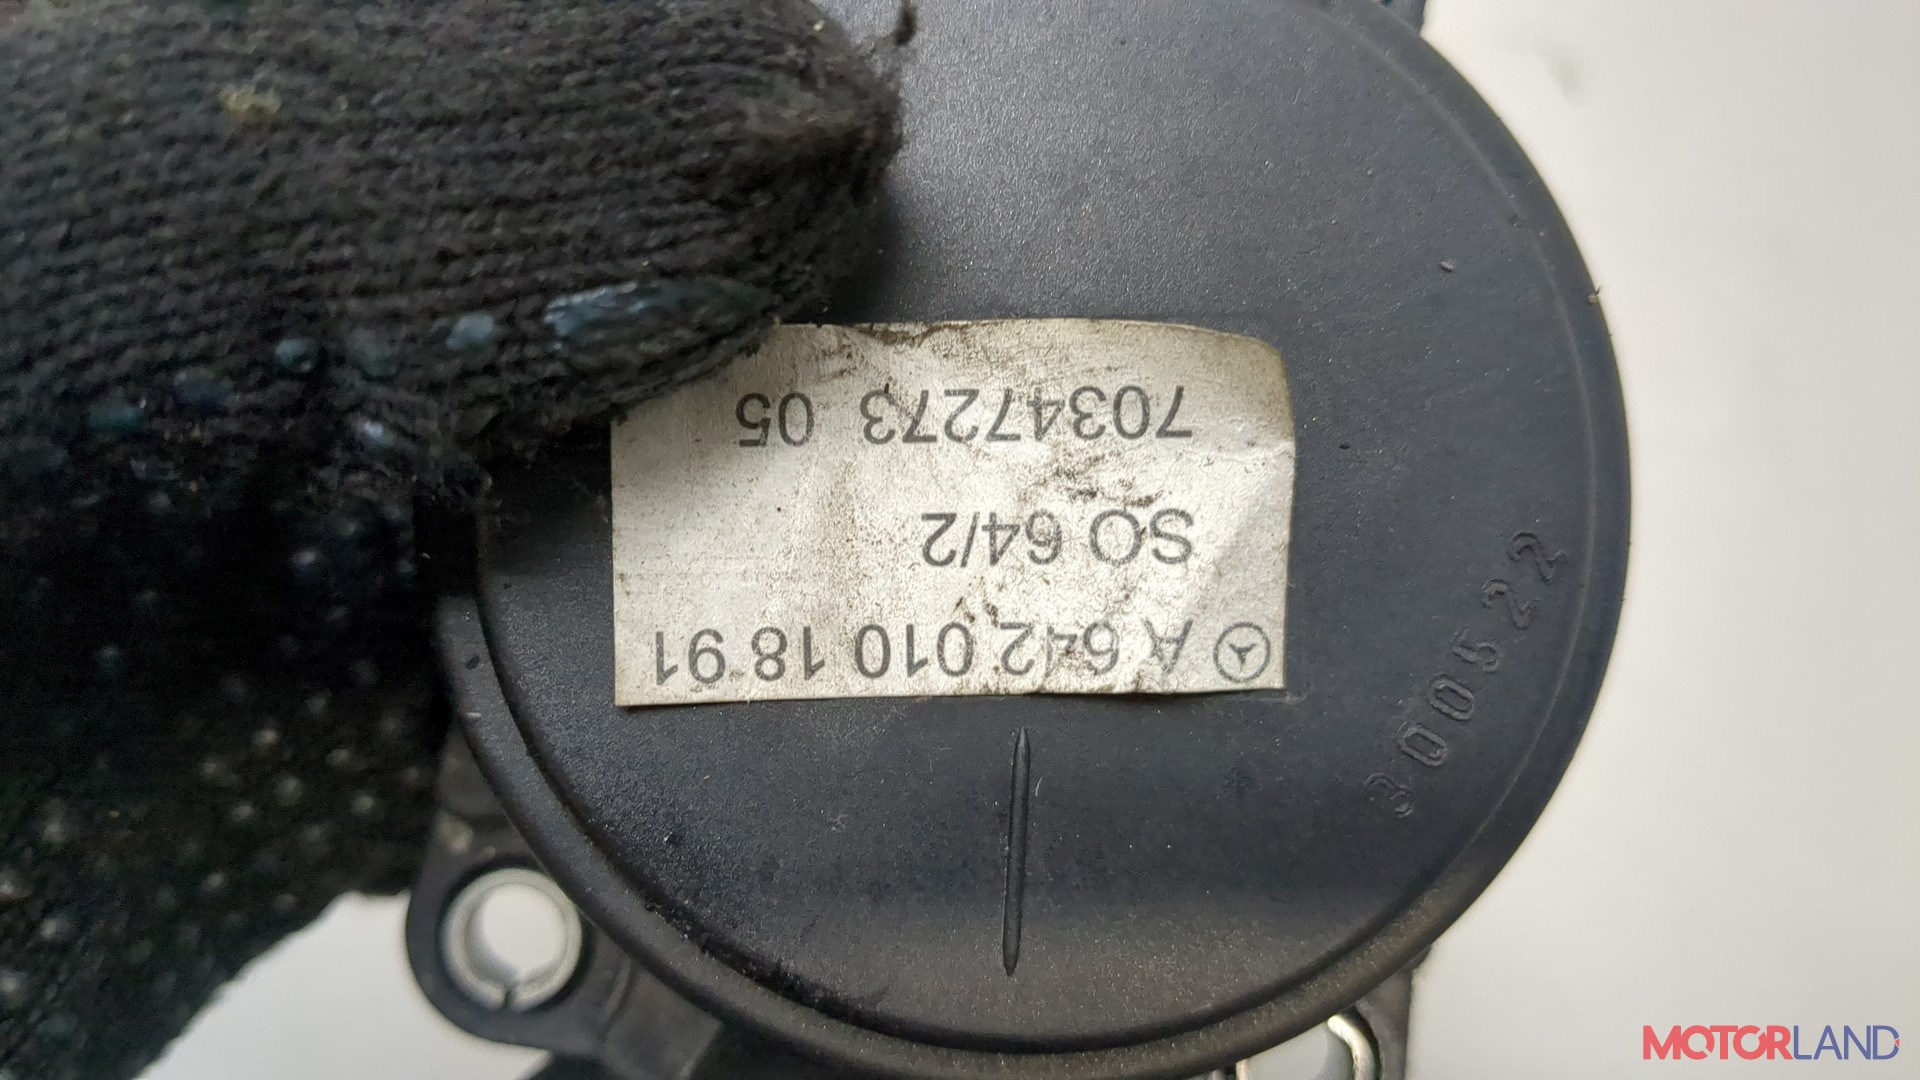 A 642 010 18 91
SO 64/2
70347273 05
300522
MOTORLAND